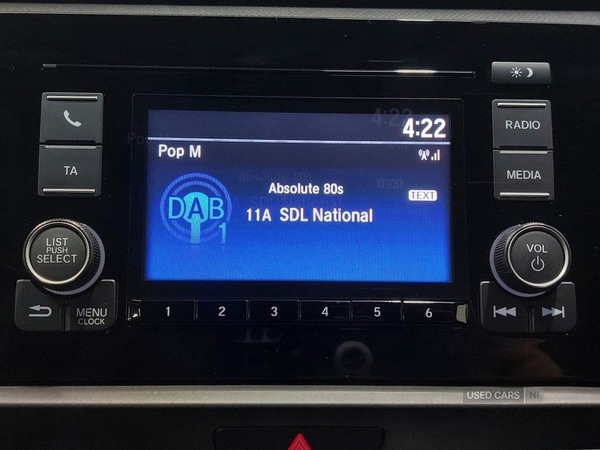 4:22
Pop M
DAB
1
Absolute 80s
TEXT
11A SDL National
TA
RADIO
MEDIA
LIST
PUSH
SELECT
VOL
MENU
CLOCK
1 2 3 4 5 6
USED CARS NI